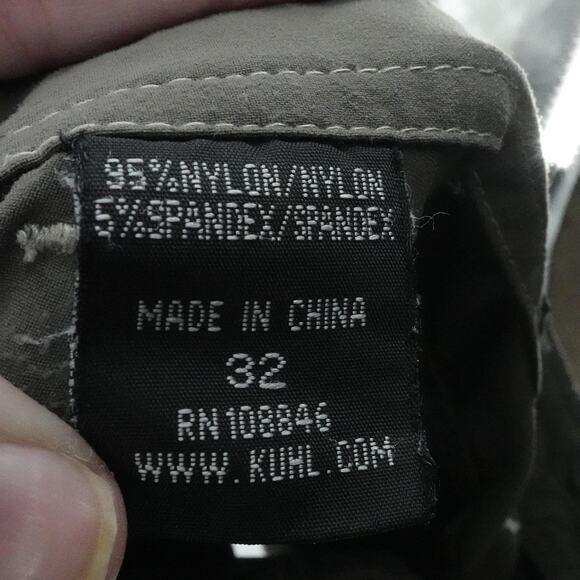 95%NYLON/NYLON
5%SPANDEX/SPANDEX
MADE IN CHINA
32
RN108846
WWW.KUHL.COM